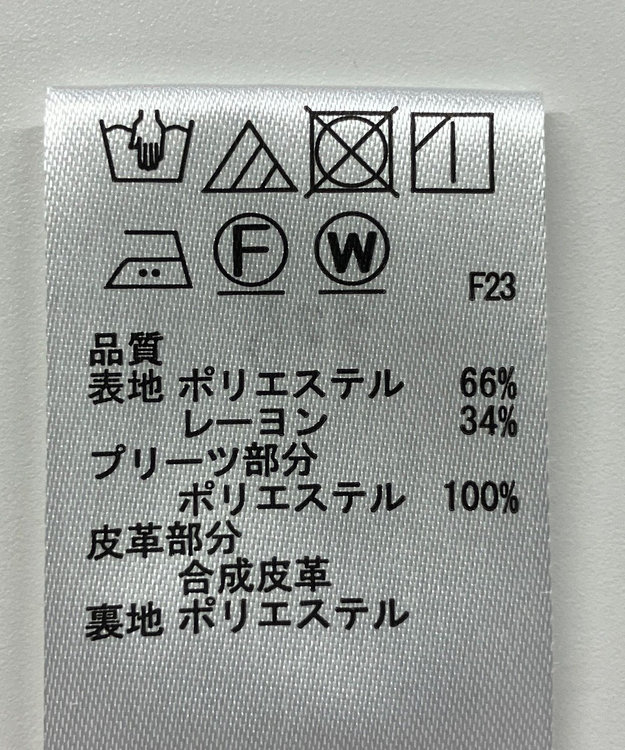 F W
F23
品質
表地 ポリエステル 66%
レーヨン 34%
プリーツ部分
ポリエステル 100%
皮革部分
合成皮革
裏地 ポリエステル